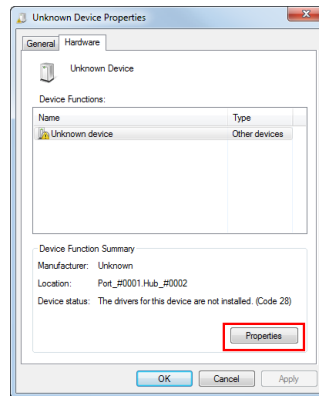 Unknown Device Properties
General Hardware
Unknown Device
Device Functions:
Name Type
Unknown device Other devices
Device Function Summary
Manufacturer: Unknown
Location: Port_#0001.Hub_#0002
Device status: The drivers for this device are not installed. (Code 28)
Properties
OK Cancel Apply